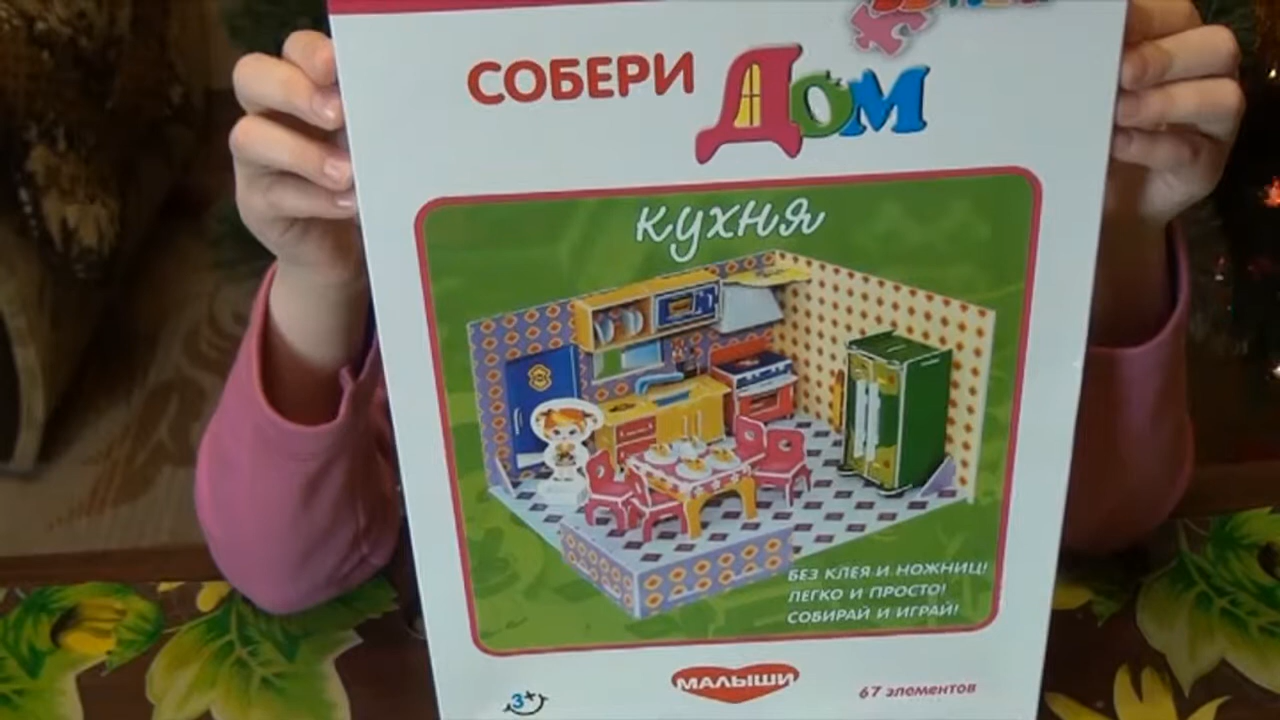 СОБЕРИ ДОМ
кухня
БЕЗ КЛЕЯ И НОЖНИЦ!
ЛЕГКО И ПРОСТО!
СОБИРАЙ И ИГРАЙ!
3+
МАЛЫШИ
67 элементов